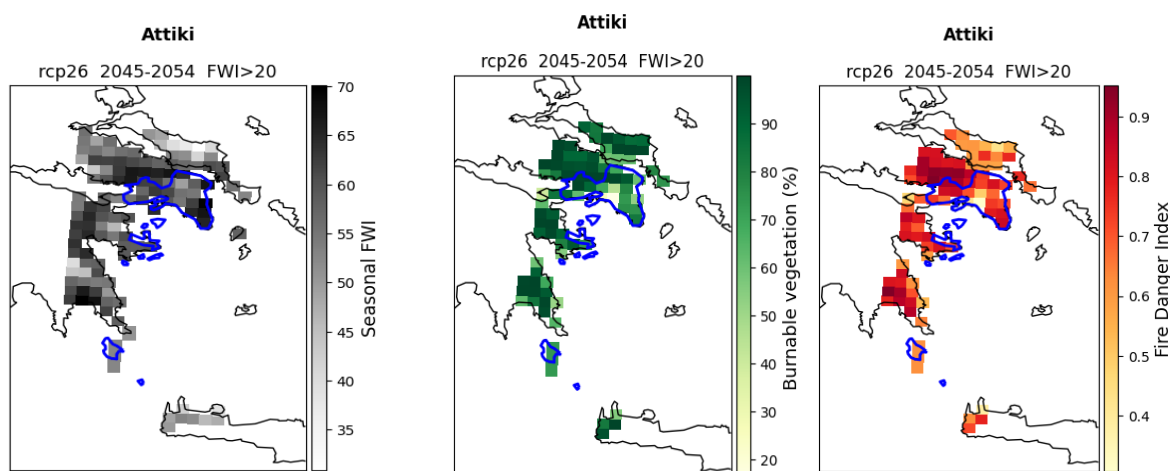 Attiki
rcp26 2045-2054 FWI>20
70
65
60
55
50
45
40
35
Seasonal FWI
Attiki
rcp26 2045-2054 FWI>20
90
80
70
60
50
40
30
20
Burnable vegetation (%)
Attiki
rcp26 2045-2054 FWI>20
0.9
0.8
0.7
0.6
0.5
0.4
Fire Danger Index